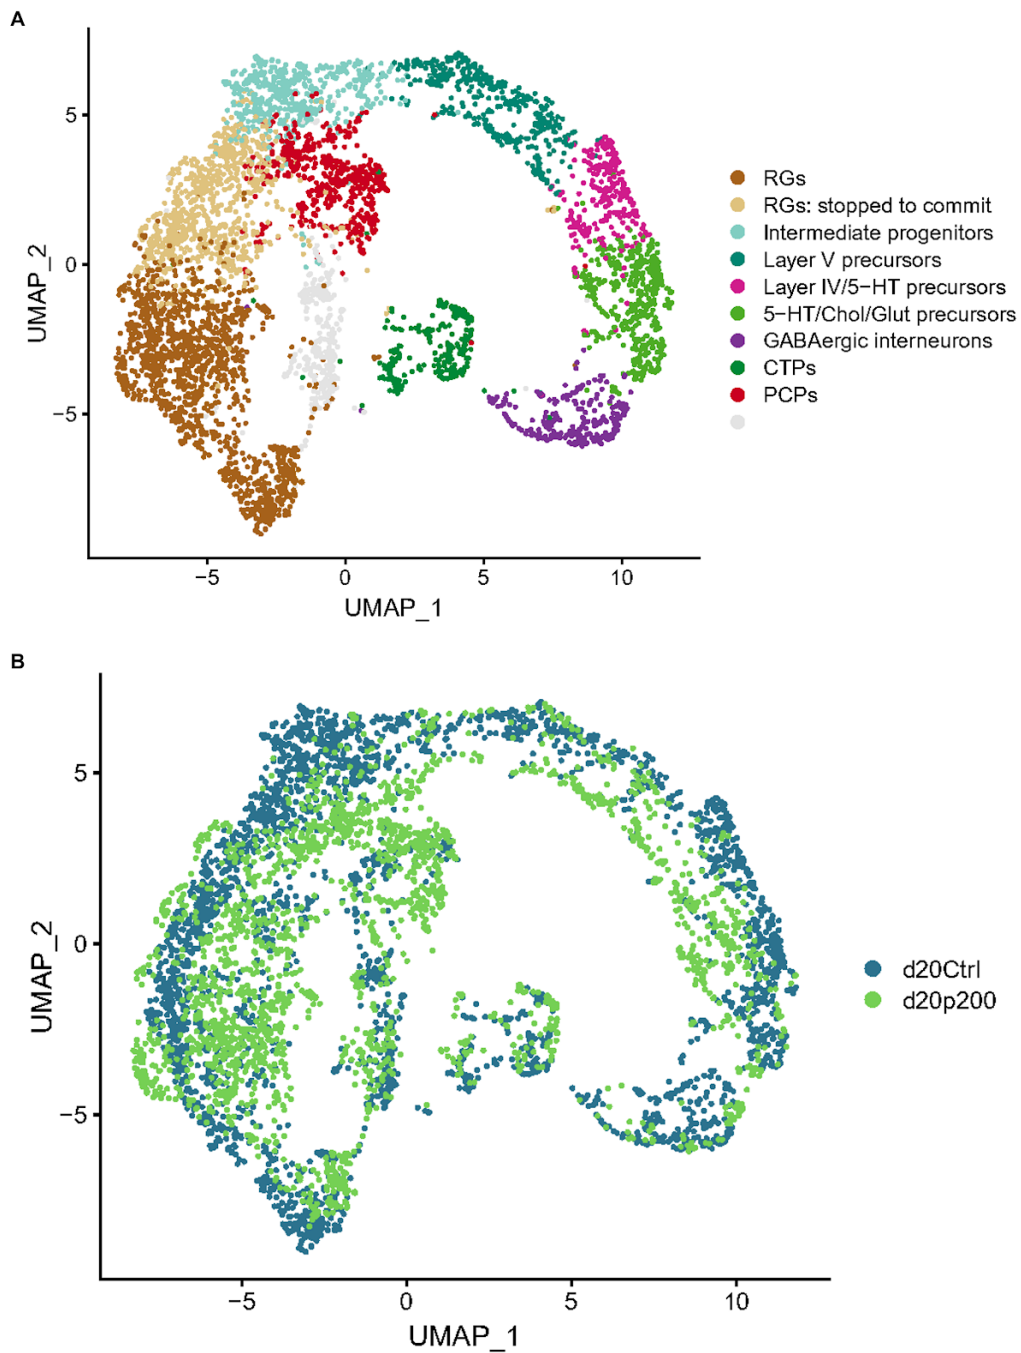 A
5
0
−5
UMAP_2
−5
0
5
10
UMAP_1
RGs
RGs: stopped to commit
Intermediate progenitors
Layer V precursors
Layer IV/5−HT precursors
5−HT/Chol/Glut precursors
GABAergic interneurons
CTPs
PCPs
B
5
0
−5
UMAP_2
−5
0
5
10
UMAP_1
d20Ctrl
d20p200